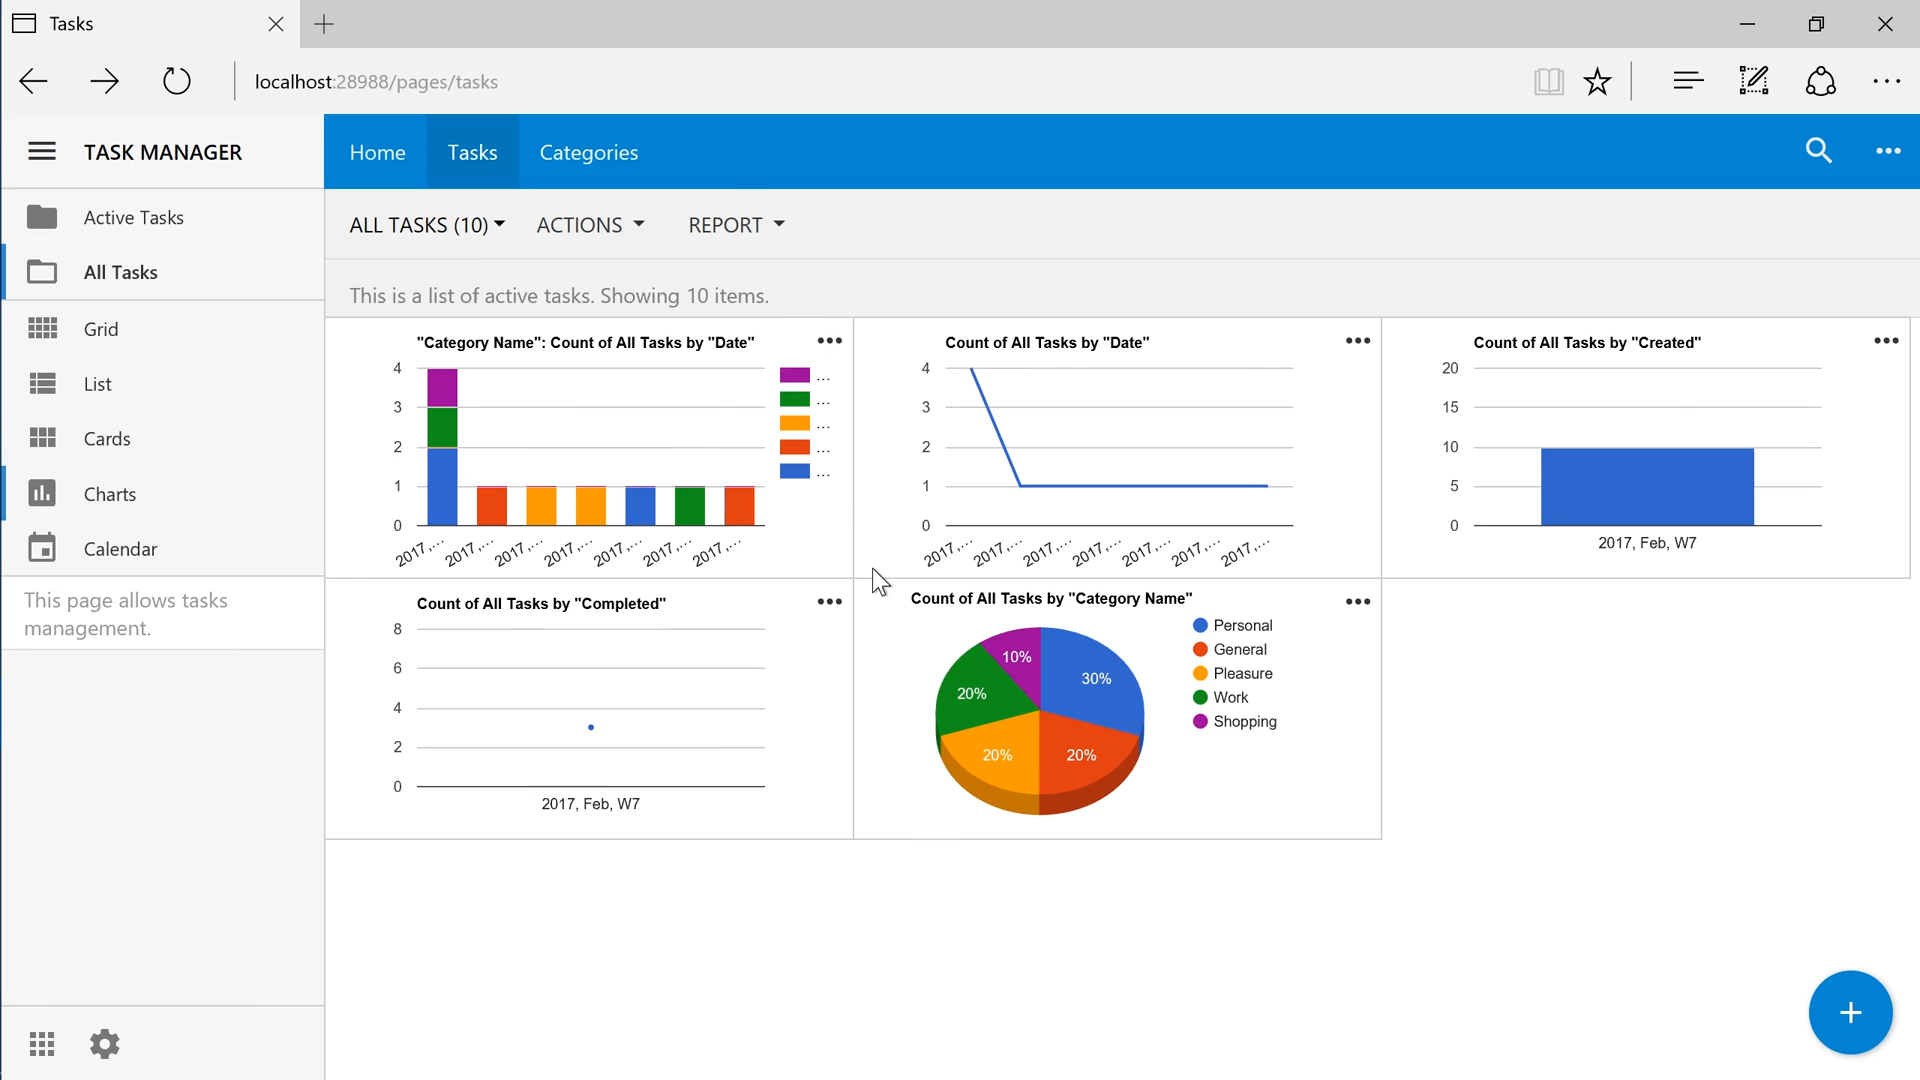 Tasks
localhost:28988/pages/tasks
TASK MANAGER
Home
Tasks
Categories
Active Tasks
All Tasks
Grid
List
Cards
Charts
Calendar
This page allows tasks
management.
ALL TASKS (10)
ACTIONS
REPORT
This is a list of active tasks. Showing 10 items.
"Category Name": Count of All Tasks by "Date"
4
3
2
1
0
...
...
...
...
...
2017,...
2017,...
2017,...
2017,...
2017,...
2017,...
2017,...
Count of All Tasks by "Date"
4
3
2
1
0
2017,...
2017,...
2017,...
2017,...
2017,...
2017,...
2017,...
Count of All Tasks by "Created"
20
15
10
5
0
2017, Feb, W7
Count of All Tasks by "Completed"
8
6
4
2
0
2017, Feb, W7
Count of All Tasks by "Category Name"
10%
30%
20%
20%
20%
Personal
General
Pleasure
Work
Shopping